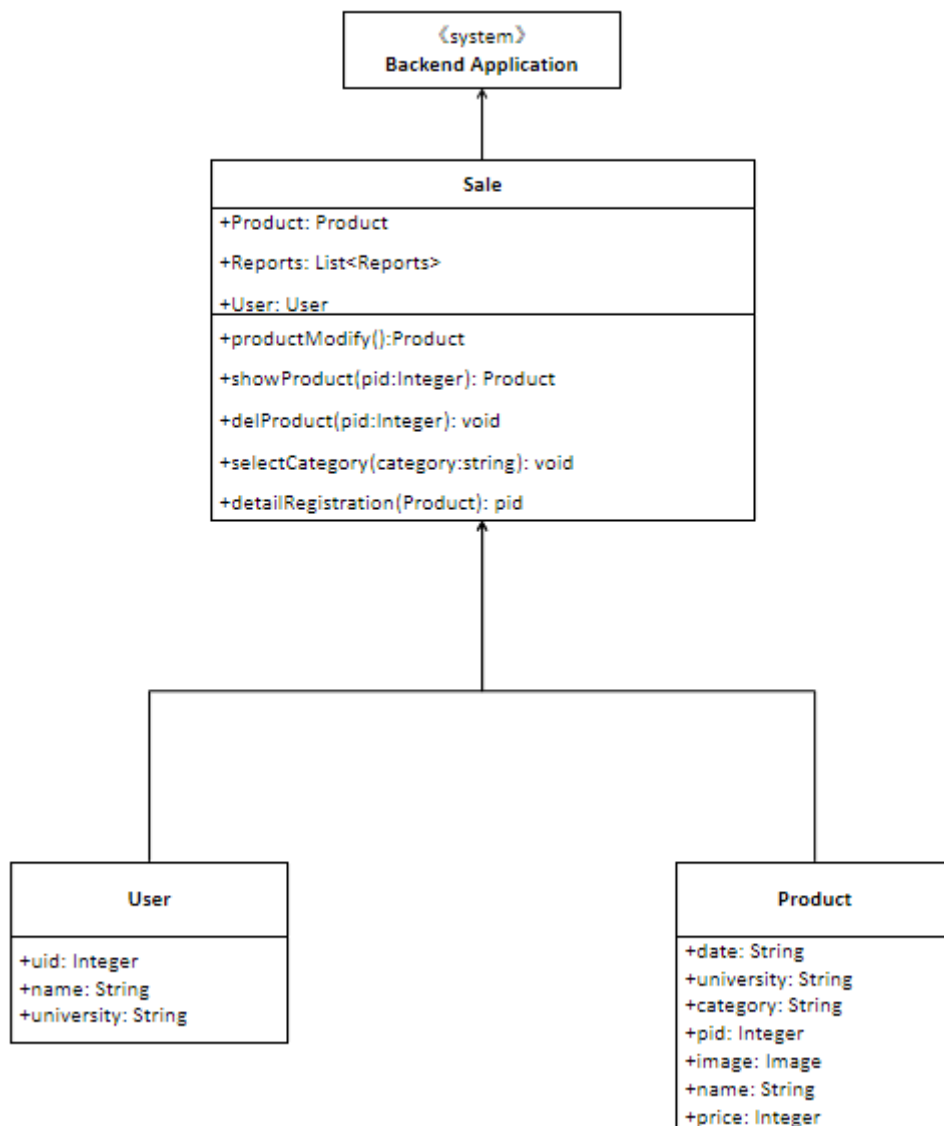 《system》
Backend Application
Sale
+Product: Product
+Reports: List<Reports>
+User: User
+productModify():Product
+showProduct(pid:Integer): Product
+delProduct(pid:Integer): void
+selectCategory(category:string): void
+detailRegistration(Product): pid
User
+uid: Integer
+name: String
+university: String
Product
+date: String
+university: String
+category: String
+pid: Integer
+image: Image
+name: String
+price: Integer